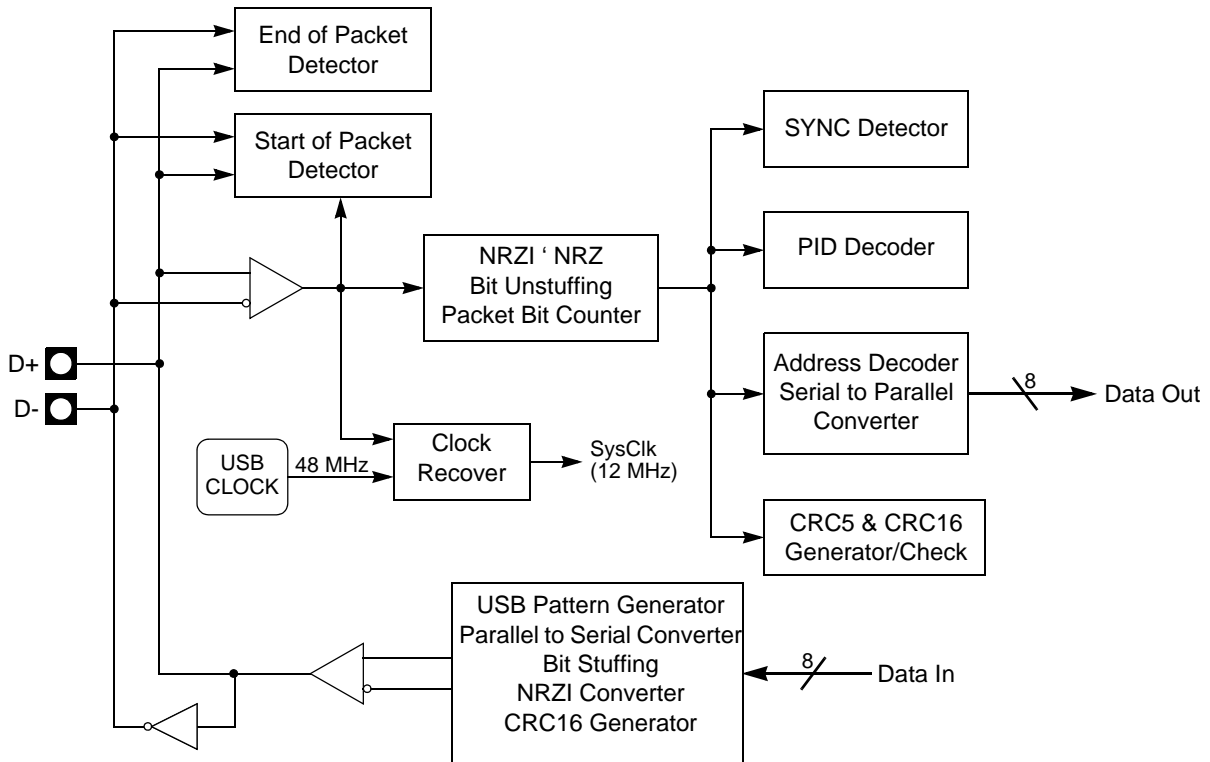 End of Packet
Detector
Start of Packet
Detector
SYNC Detector
NRZI ‘ NRZ
Bit Unstuffing
Packet Bit Counter
PID Decoder
D+
D-
Address Decoder
Serial to Parallel
Converter
8
Data Out
USB
CLOCK
48 MHz
Clock
Recover
SysClk
(12 MHz)
CRC5 & CRC16
Generator/Check
USB Pattern Generator
Parallel to Serial Converter
Bit Stuffing
NRZI Converter
CRC16 Generator
8
Data In